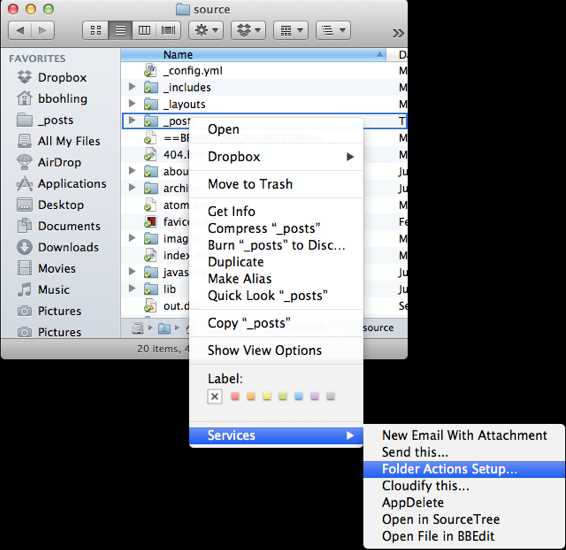 source
FAVORITES
Dropbox
bbohling
_posts
All My Files
AirDrop
Applications
Desktop
Documents
Downloads
Movies
Music
Pictures
Pictures
Name
_config.yml M
_includes M
_layouts M
_pos T
M
404. M
abou Ju
archi Ju
atom M
favic Fe
imag M
index M
javas Ju
lib Ju
out.d Se
source
20 items, 4
Open
Dropbox
Move to Trash
Get Info
Compress “_posts”
Burn “_posts” to Disc...
Duplicate
Make Alias
Quick Look “_posts”
Copy “_posts”
Show View Options
Label:
Services
New Email With Attachment
Send this...
Folder Actions Setup...
Cloudify this...
AppDelete
Open in SourceTree
Open File in BBEdit